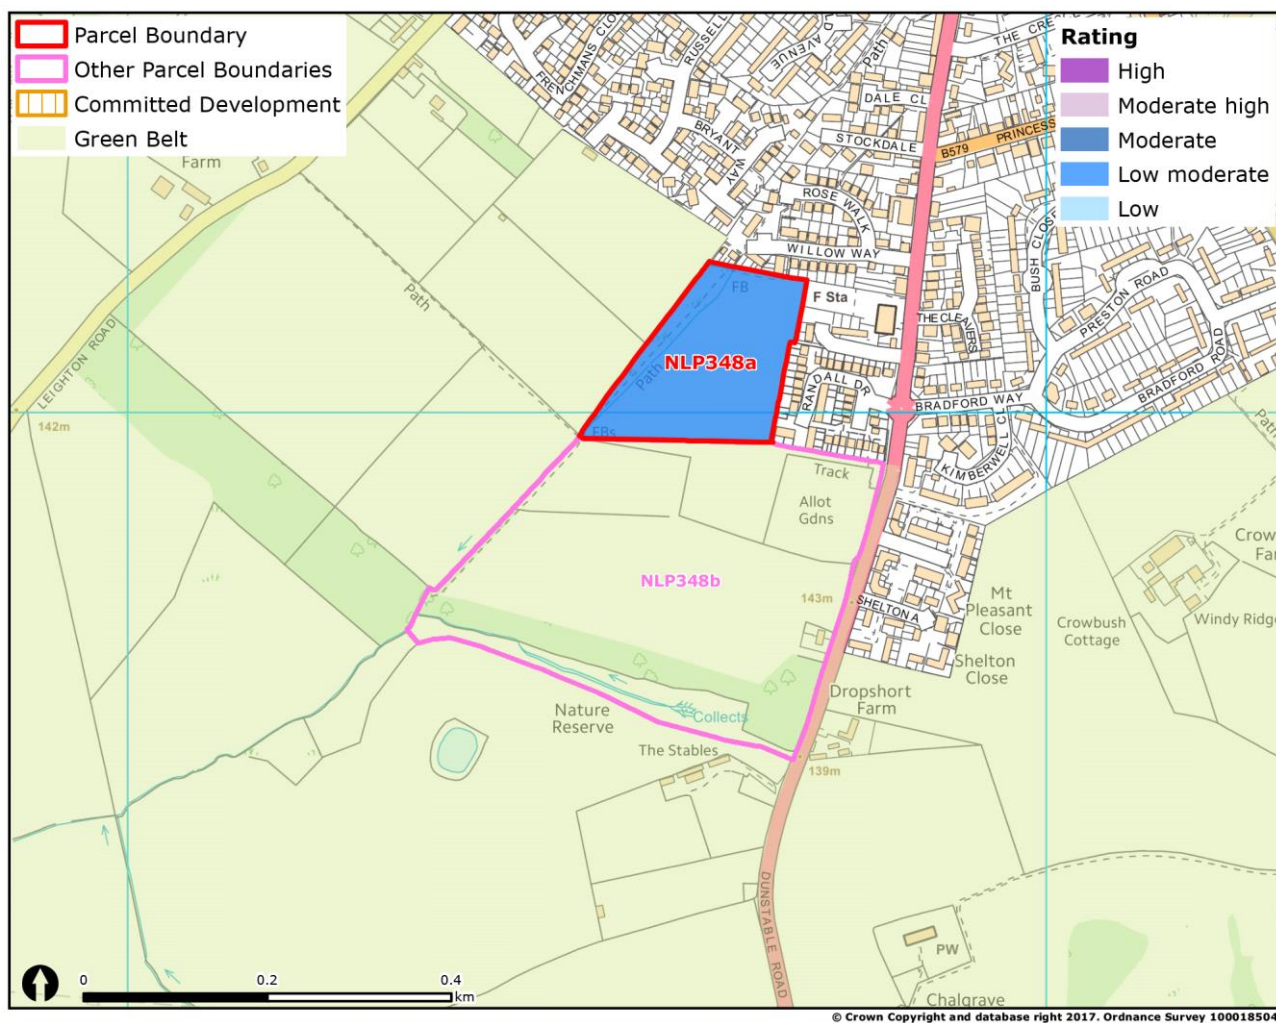 Parcel Boundary
Other Parcel Boundaries
Committed Development
Green Belt
Rating
High
Moderate high
Moderate
Low moderate
Low
Farm
FRENCHMANS CLO
RUSSELL
D AVENUE
Path
THE CRE
DALE CL
STOCKDALE
B579
PRINCESS
BRYANT WAY
ROSE WALK
WILLOW WAY
BUSH CLOSE
PRESTON ROAD
BRADFORD ROAD
Path
FB
F Sta
THE CLEAVERS
NLP348a
Path
RANDALL DR
BRADFORD WAY
Path
LEIGHTON ROAD
142m
FBs
KIMBERWELL CL
Track
Allot
Gdns
NLP348b
143m
SHELTON A
Mt
Pleasant
Close
Crow
Fa
Crowbush
Cottage
Windy Ridge
Shelton
Close
Dropshort
Farm
Nature
Reserve
Collects
The Stables
139m
DUNSTABLE ROAD
PW
Chalgrave
0
0.2
0.4
km
© Crown Copyright and database right 2017. Ordnance Survey 100018504